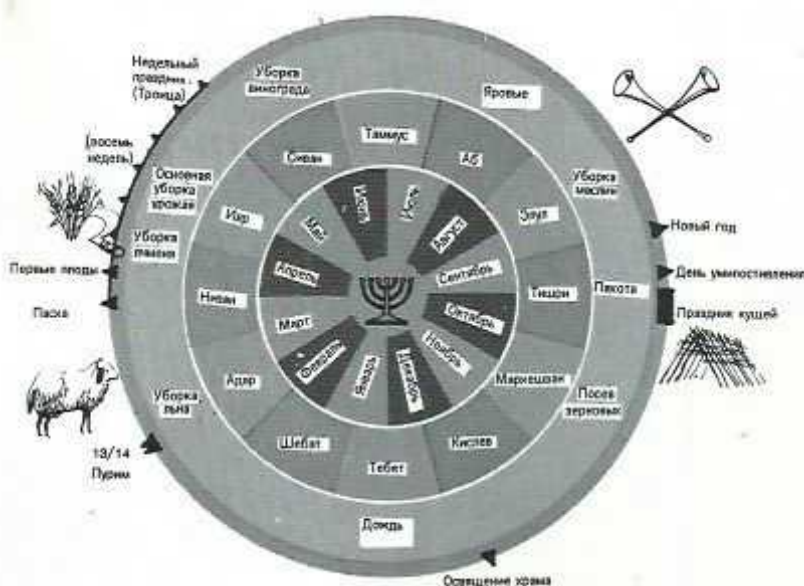 Недельный
праздник.
(Троица)
(восемь
недель)
Первые плоды
Пасха
13/14
Пурим
Освящение храма
Праздник кущей
День умилостивления
Новый год
Уборка
винограда
Яровые
Уборка
маслин
Пахота
Посев
зерновых
Дождь
Уборка
льна
Уборка
ячменя
Основная
уборка
урожая
Таммус
Аб
Элул
Тишри
Мархешван
Кислев
Тебет
Шебат
Адар
Нисан
Ияр
Сиван
Июнь
Июль
Август
Сентябрь
Октябрь
Ноябрь
Декабрь
Январь
Февраль
Март
Апрель
Май